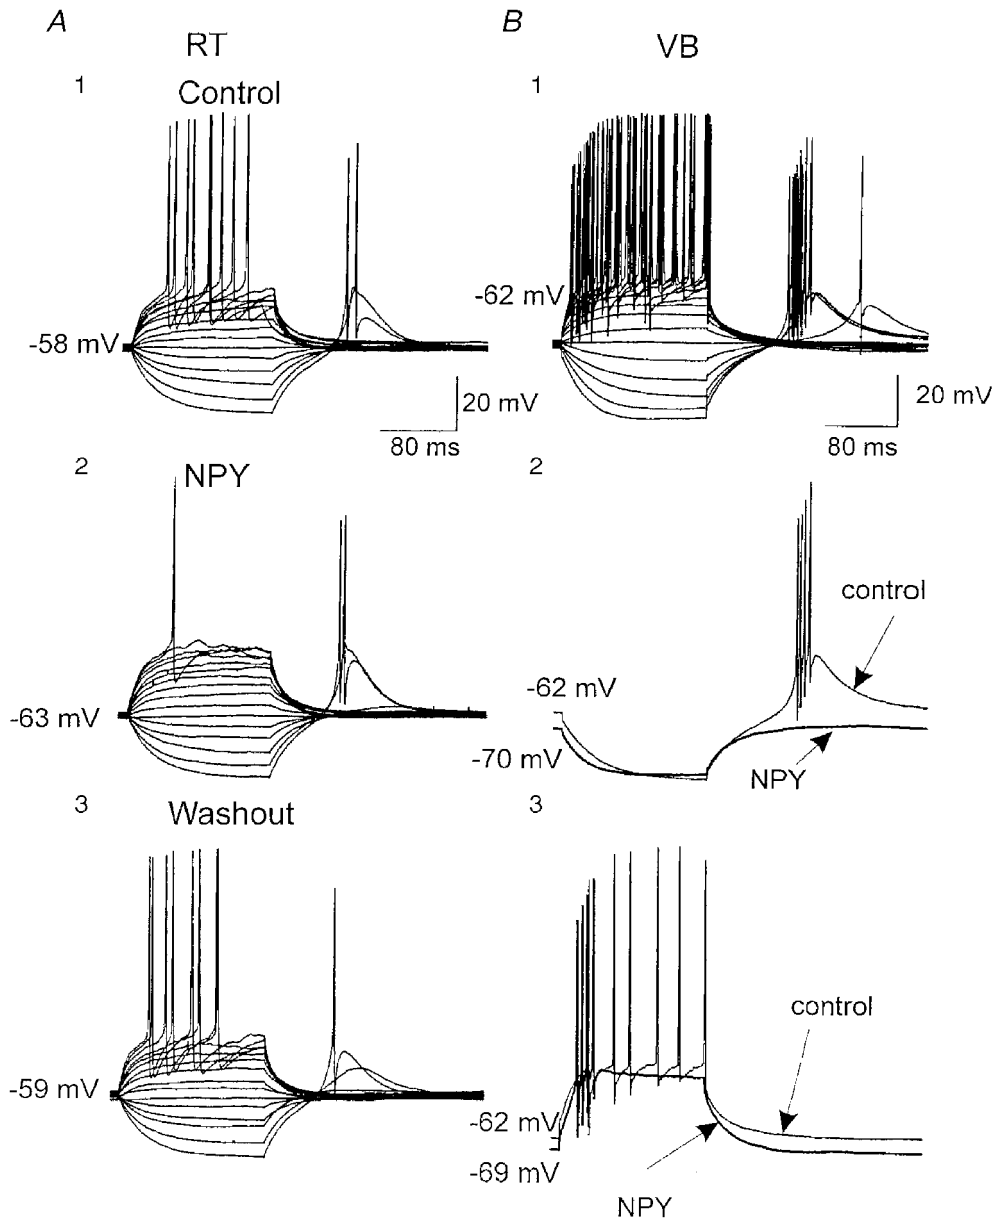 A
RT
1
Control
-58 mV
20 mV
80 ms
2
NPY
-63 mV
3
Washout
-59 mV
B
VB
1
-62 mV
20 mV
80 ms
2
control
-62 mV
-70 mV
NPY
3
control
-62 mV
-69 mV
NPY